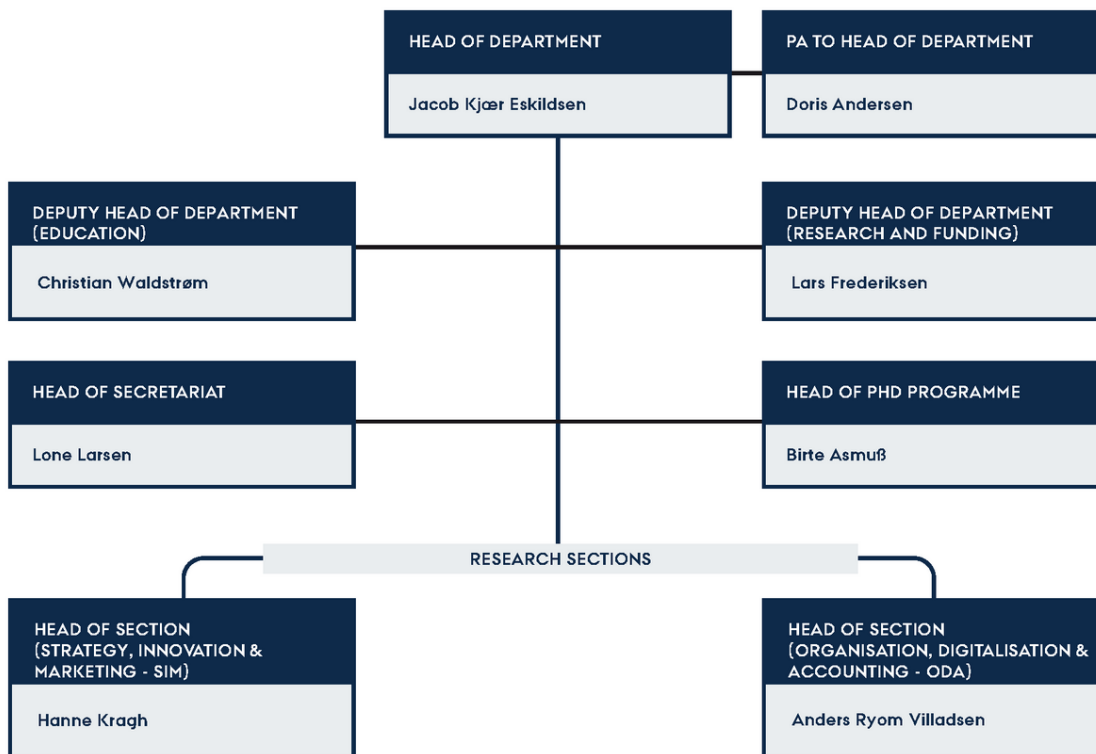 HEAD OF DEPARTMENT
Jacob Kjær Eskildsen
PA TO HEAD OF DEPARTMENT
Doris Andersen
DEPUTY HEAD OF DEPARTMENT
(EDUCATION)
Christian Waldstrøm
DEPUTY HEAD OF DEPARTMENT
(RESEARCH AND FUNDING)
Lars Frederiksen
HEAD OF SECRETARIAT
Lone Larsen
HEAD OF PHD PROGRAMME
Birte Asmuß
RESEARCH SECTIONS
HEAD OF SECTION
(STRATEGY, INNOVATION &
MARKETING - SIM)
Hanne Kragh
HEAD OF SECTION
(ORGANISATION, DIGITALISATION &
ACCOUNTING - ODA)
Anders Ryom Villadsen